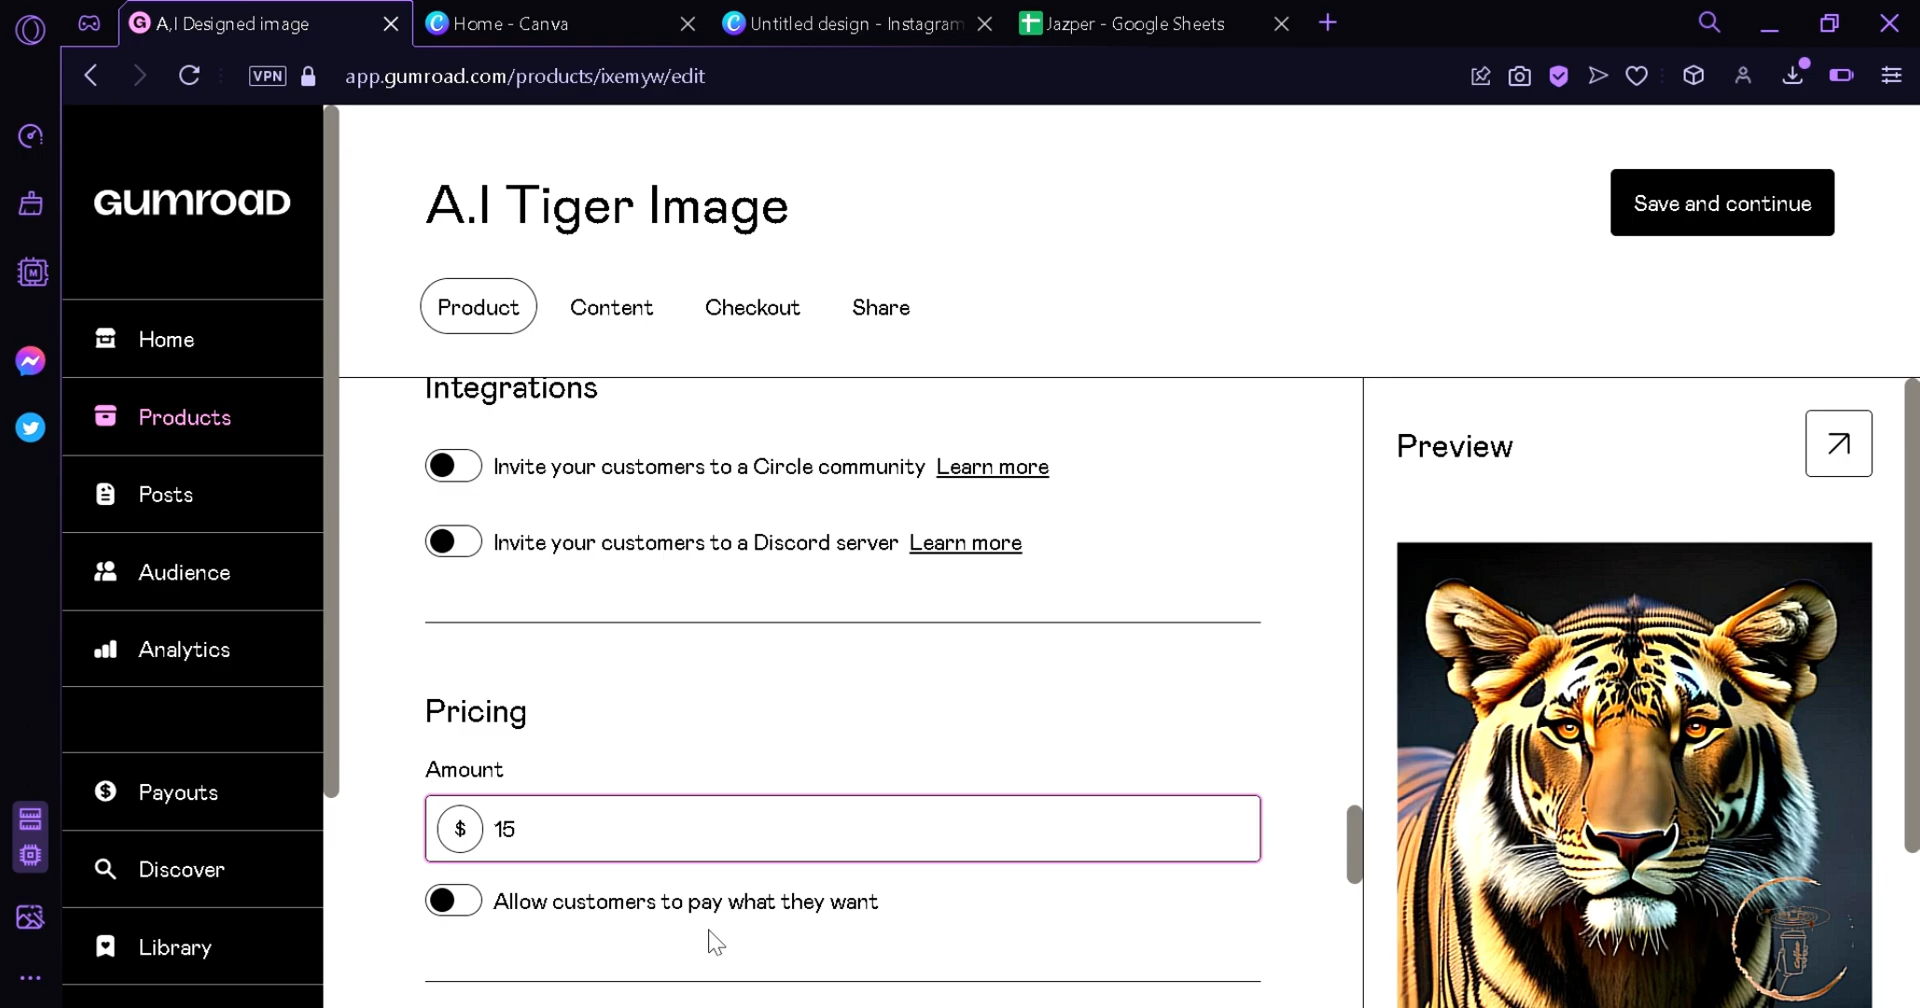 A,I Designed image
Home - Canva
Untitled design - Instagram
Jazper - Google Sheets
VPN
app.gumroad.com/products/ixemyw/edit
GUMROAD
A.I Tiger Image
Save and continue
Product
Content
Checkout
Share
Home
Products
Posts
Audience
Analytics
Payouts
Discover
Library
Integrations
Invite your customers to a Circle community Learn more
Invite your customers to a Discord server Learn more
Pricing
Amount
$ 15
Allow customers to pay what they want
Preview